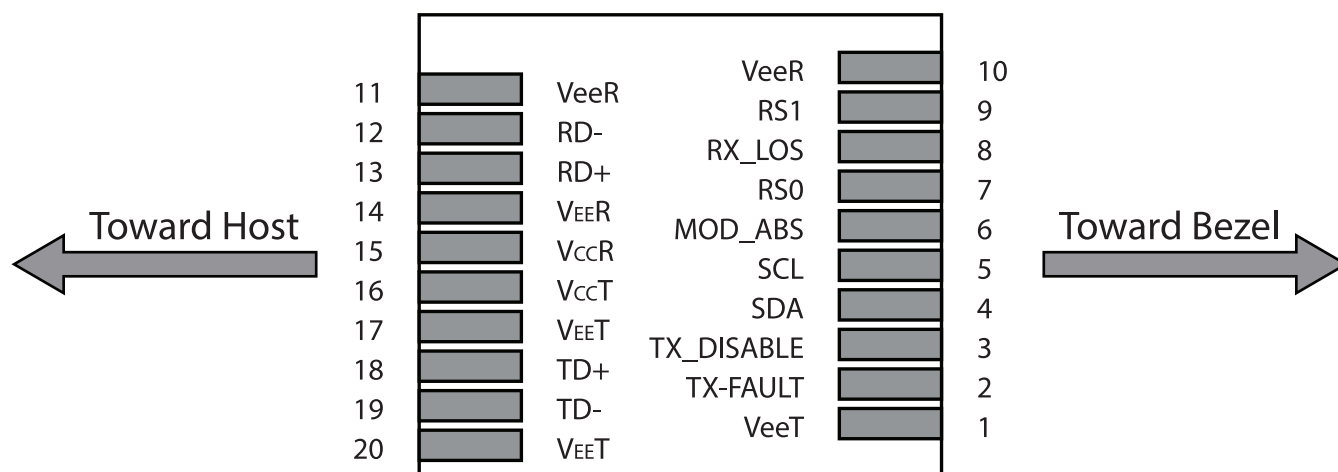 VeeR 10
11 VeeR
RS1 9
12 RD-
RX_LOS 8
13 RD+
RS0 7
14 VEER
MOD_ABS 6
Toward Host
Toward Bezel
15 VCCR
SCL 5
16 VCCT
SDA 4
17 VEET
TX_DISABLE 3
18 TD+
TX-FAULT 2
19 TD-
VeeT 1
20 VEET